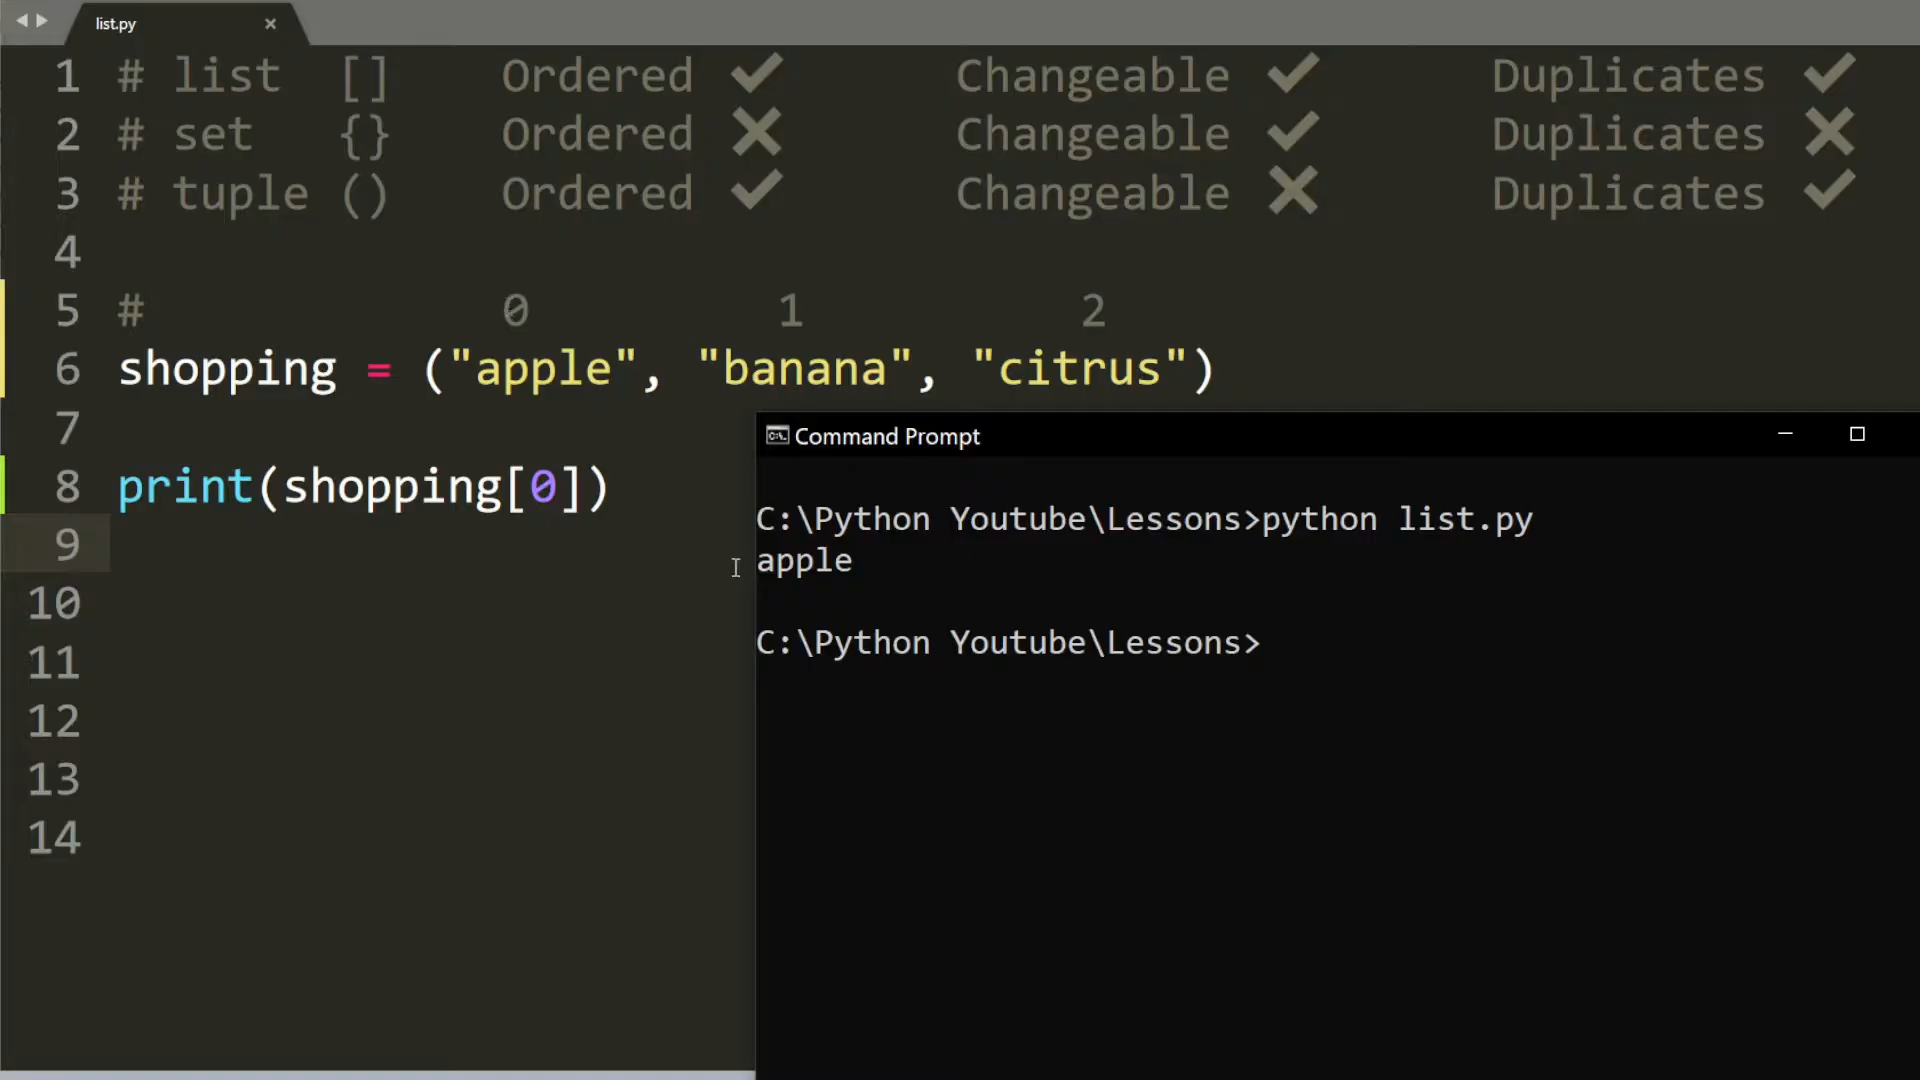 list.py ×
1 # list [] Ordered ✔ Changeable ✔ Duplicates ✔
2 # set {} Ordered ✖ Changeable ✔ Duplicates ✖
3 # tuple () Ordered ✔ Changeable ✖ Duplicates ✔
4
5 # 0 1 2
6 shopping = ("apple", "banana", "citrus")
7
8 print(shopping[0])
9
10
11
12
13
14
Command Prompt
C:\Python Youtube\Lessons>python list.py
apple
C:\Python Youtube\Lessons>